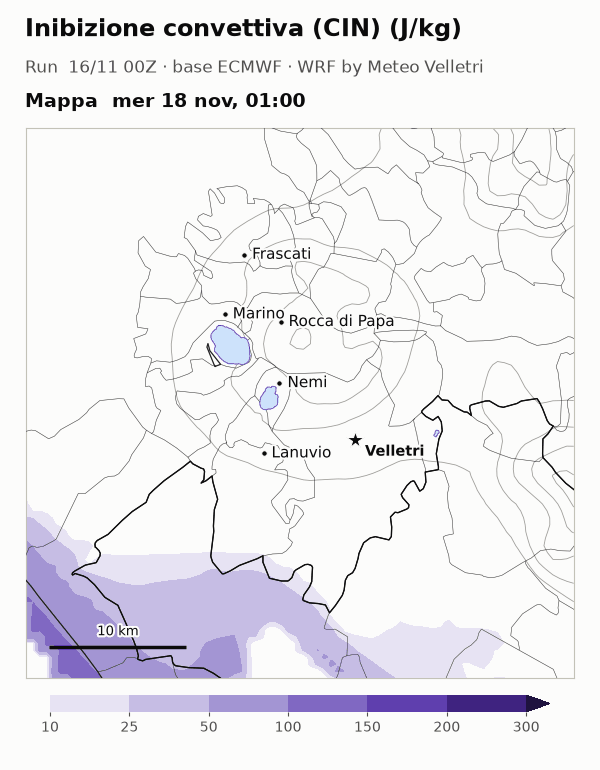 Inibizione convettiva (CIN) (J/kg)
Run  16/11 00Z · base ECMWF · WRF by Meteo Velletri
Mappa  mer 18 nov, 01:00
Frascati
Marino
Rocca di Papa
Nemi
Velletri
Lanuvio
10 km
10 25 50 100 150 200 300